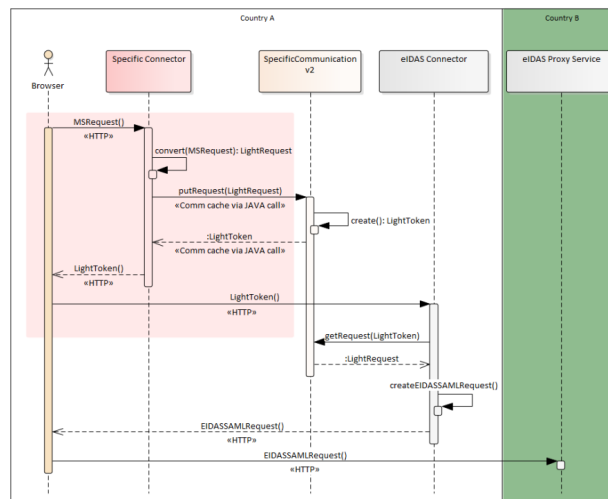 Country A
Country B
Specific Connector
SpecificCommunication
v2
eIDAS Connector
eIDAS Proxy Service
Browser
MSRequest()
«HTTP»
convert(MSRequest): LightRequest
putRequest(LightRequest)
«Comm cache via JAVA call»
create(): LightToken
:LightToken
«Comm cache via JAVA call»
LightToken()
«HTTP»
LightToken()
«HTTP»
getRequest(LightToken)
:LightRequest
createEIDASSAMLRequest()
EIDASSAMLRequest()
«HTTP»
EIDASSAMLRequest()
«HTTP»